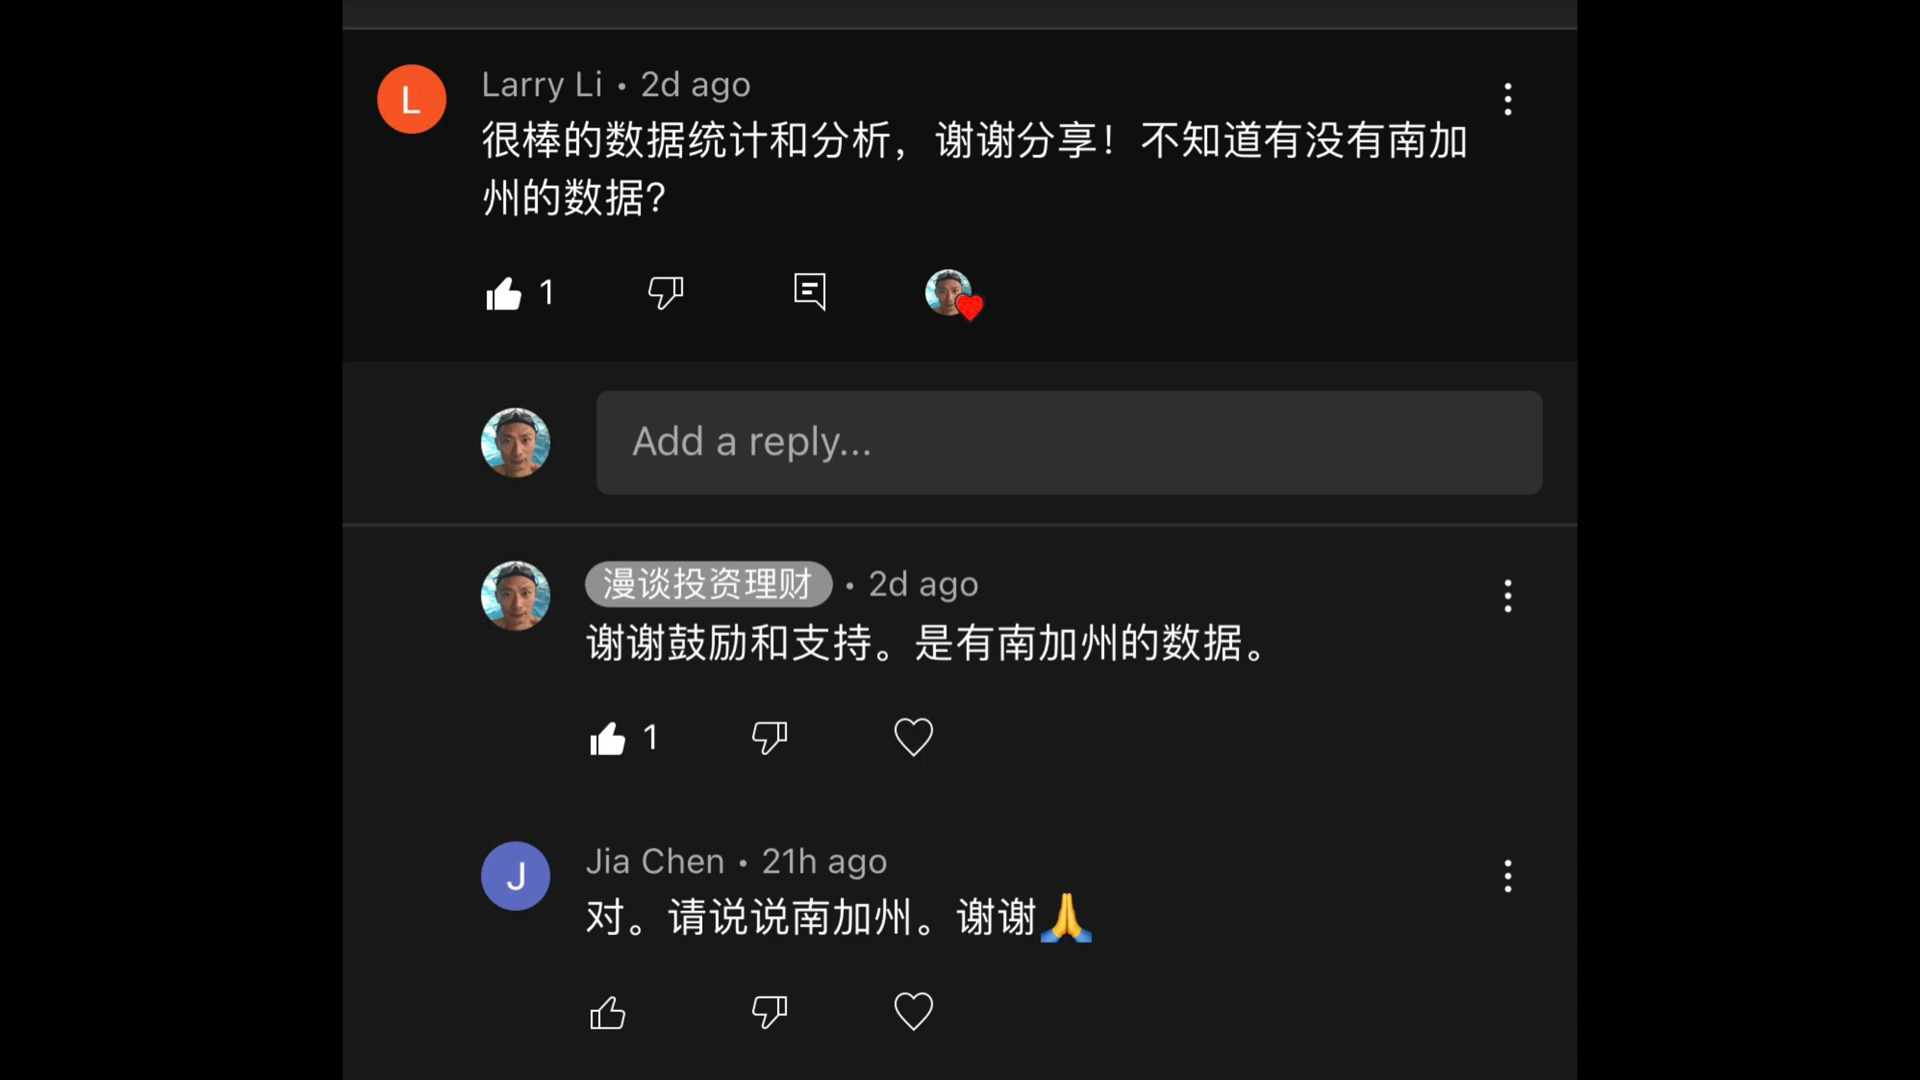 L
Larry Li • 2d ago
很棒的数据统计和分析，谢谢分享！不知道有没有南加
州的数据?
1
Add a reply...
漫谈投资理财 • 2d ago
谢谢鼓励和支持。是有南加州的数据。
1
J
Jia Chen • 21h ago
对。请说说南加州。谢谢🙏